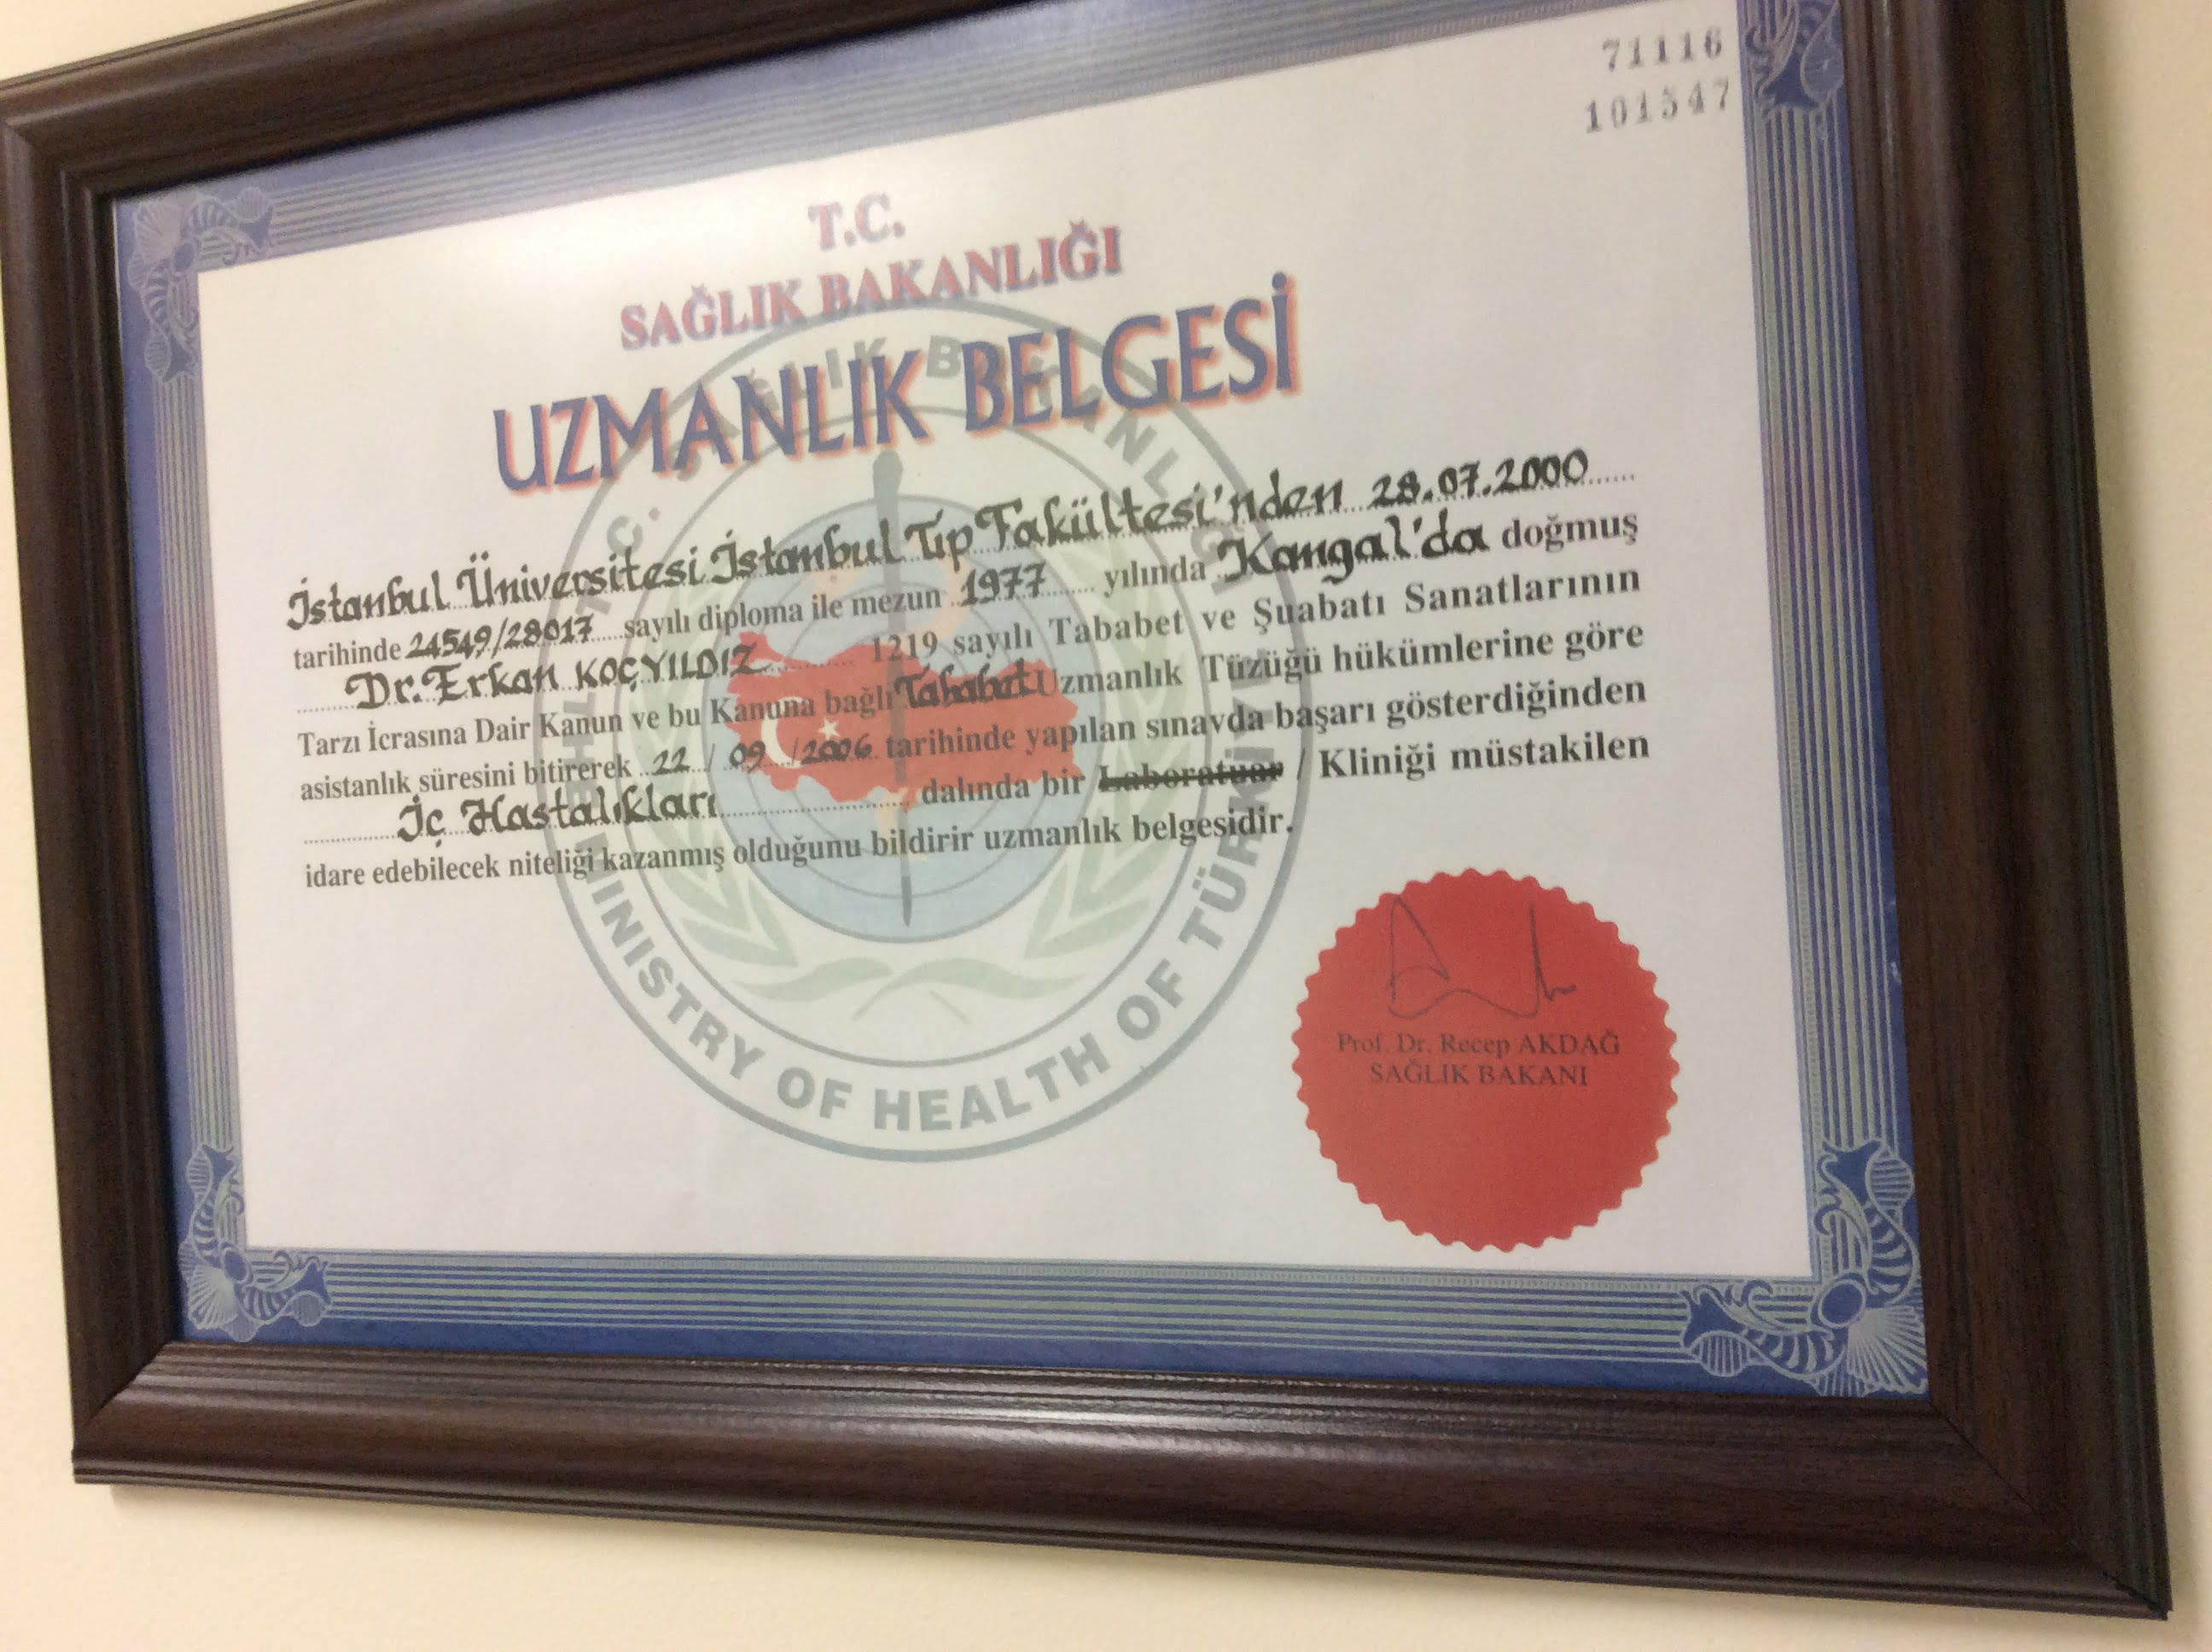 71116
101547
T.C.
SAĞLIK BAKANLIĞI
UZMANLIK BELGESİ
İstanbul Üniversitesi İstanbul Tıp Fakültesi'nden 28.07.2000
tarihinde 24549/28017 sayılı diploma ile mezun 1977 yılında Kangal'da doğmuş
Dr. Erkan KOÇYILDIZ 1219 sayılı Tababet ve Şuabatı Sanatlarının
Tarzı İcrasına Dair Kanun ve bu Kanuna bağlı Tababet Uzmanlık Tüzüğü hükümlerine göre
asistanlık süresini bitirerek 22 / 09 /2006 tarihinde yapılan sınavda başarı gösterdiğinden
İç Hastalıkları dalında bir Laboratuar / Kliniği müstakilen
idare edebilecek niteliği kazanmış olduğunu bildirir uzmanlık belgesidir.
T.C. SAĞLIK BAKANLIĞI
THE MINISTRY OF HEALTH OF TÜRKİYE
Prof. Dr. Recep AKDAĞ
SAĞLIK BAKANI